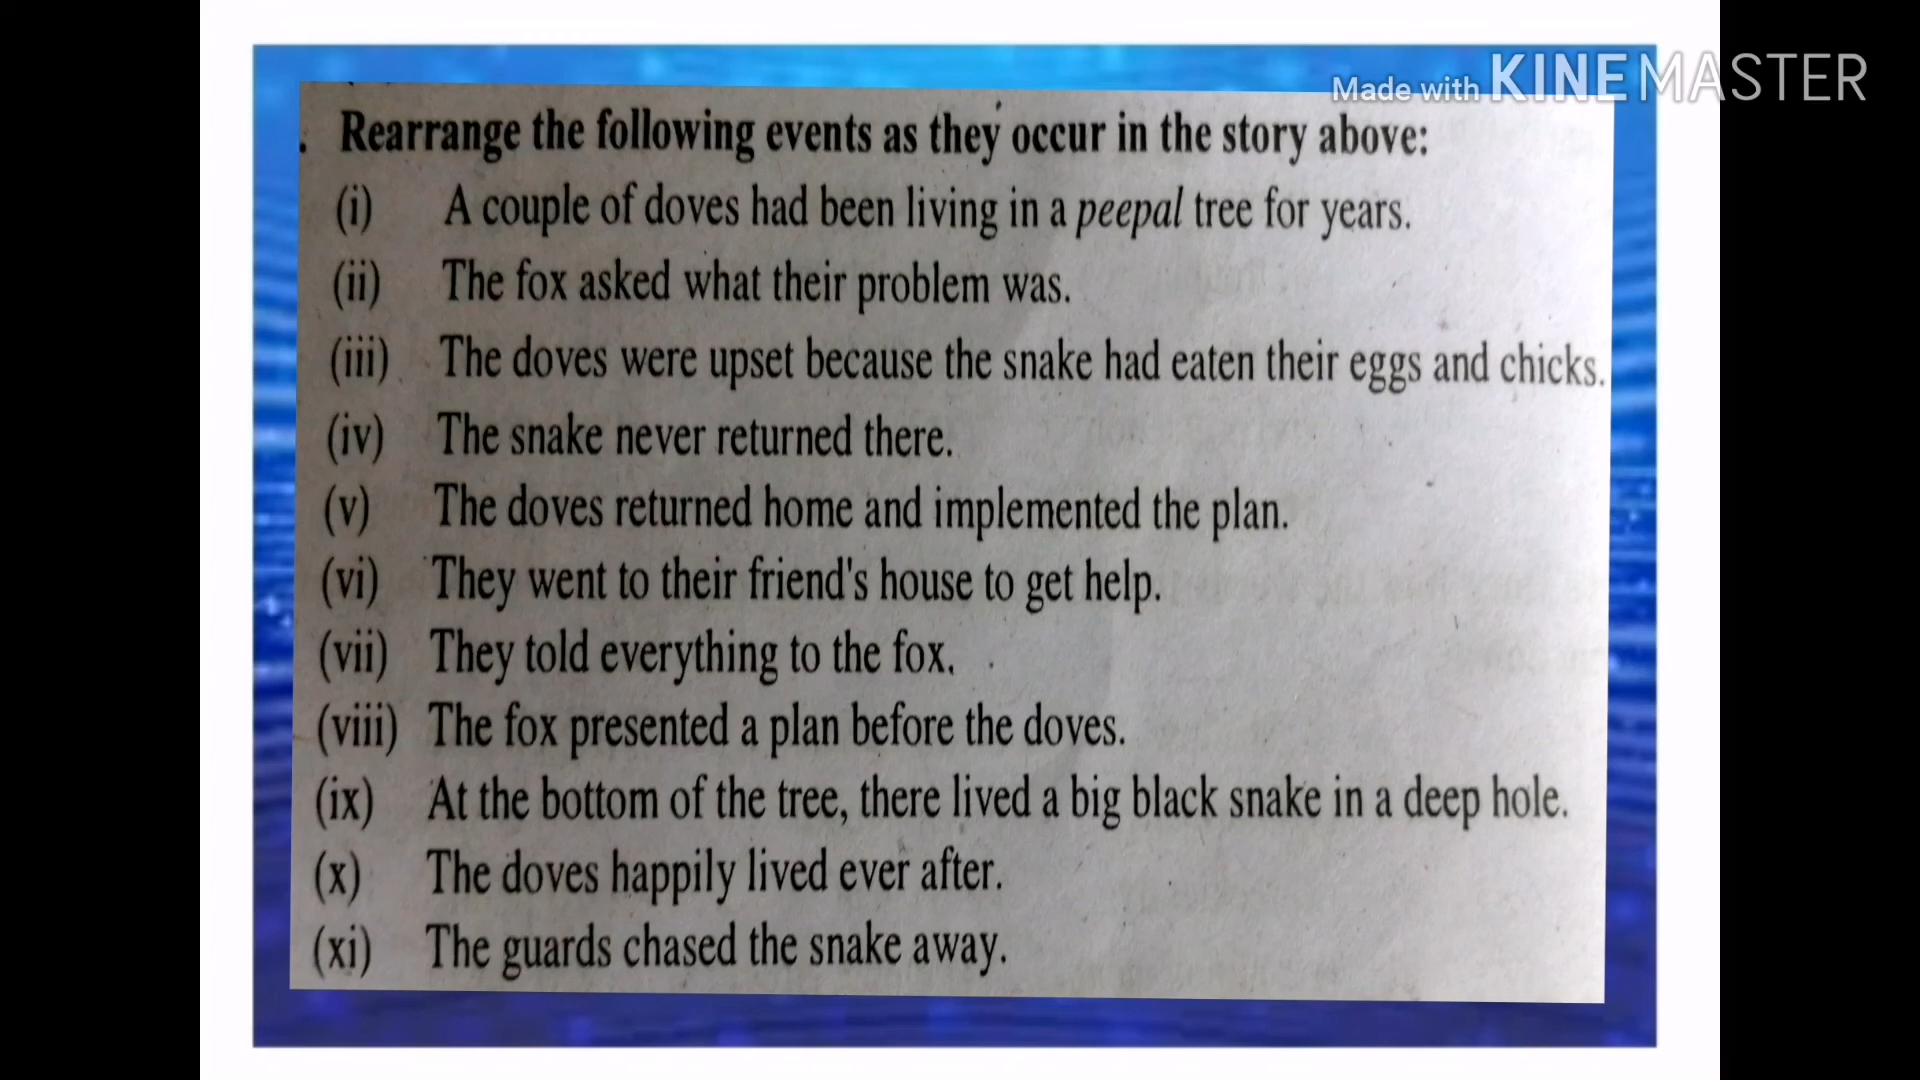 Made with KINEMASTER
. Rearrange the following events as they occur in the story above:
(i) A couple of doves had been living in a peepal tree for years.
(ii) The fox asked what their problem was.
(iii) The doves were upset because the snake had eaten their eggs and chicks.
(iv) The snake never returned there.
(v) The doves returned home and implemented the plan.
(vi) They went to their friend's house to get help.
(vii) They told everything to the fox.
(viii) The fox presented a plan before the doves.
(ix) At the bottom of the tree, there lived a big black snake in a deep hole.
(x) The doves happily lived ever after.
(xi) The guards chased the snake away.